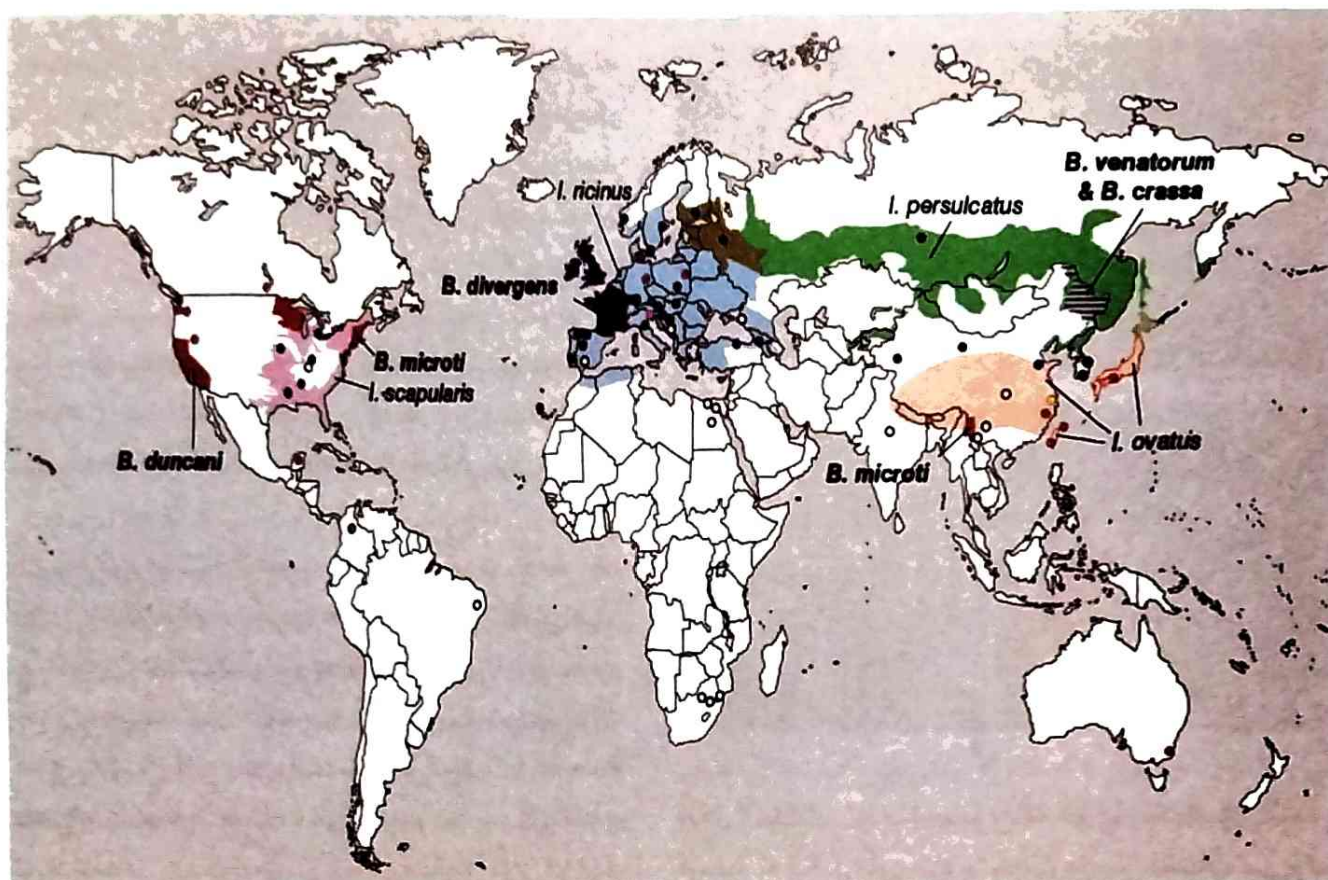 B. venatorum
& B. crassa
I. ricinus
I. persulcatus
B. divergens
B. microti
I. scapularis
I. ovatus
B. duncani
B. microti